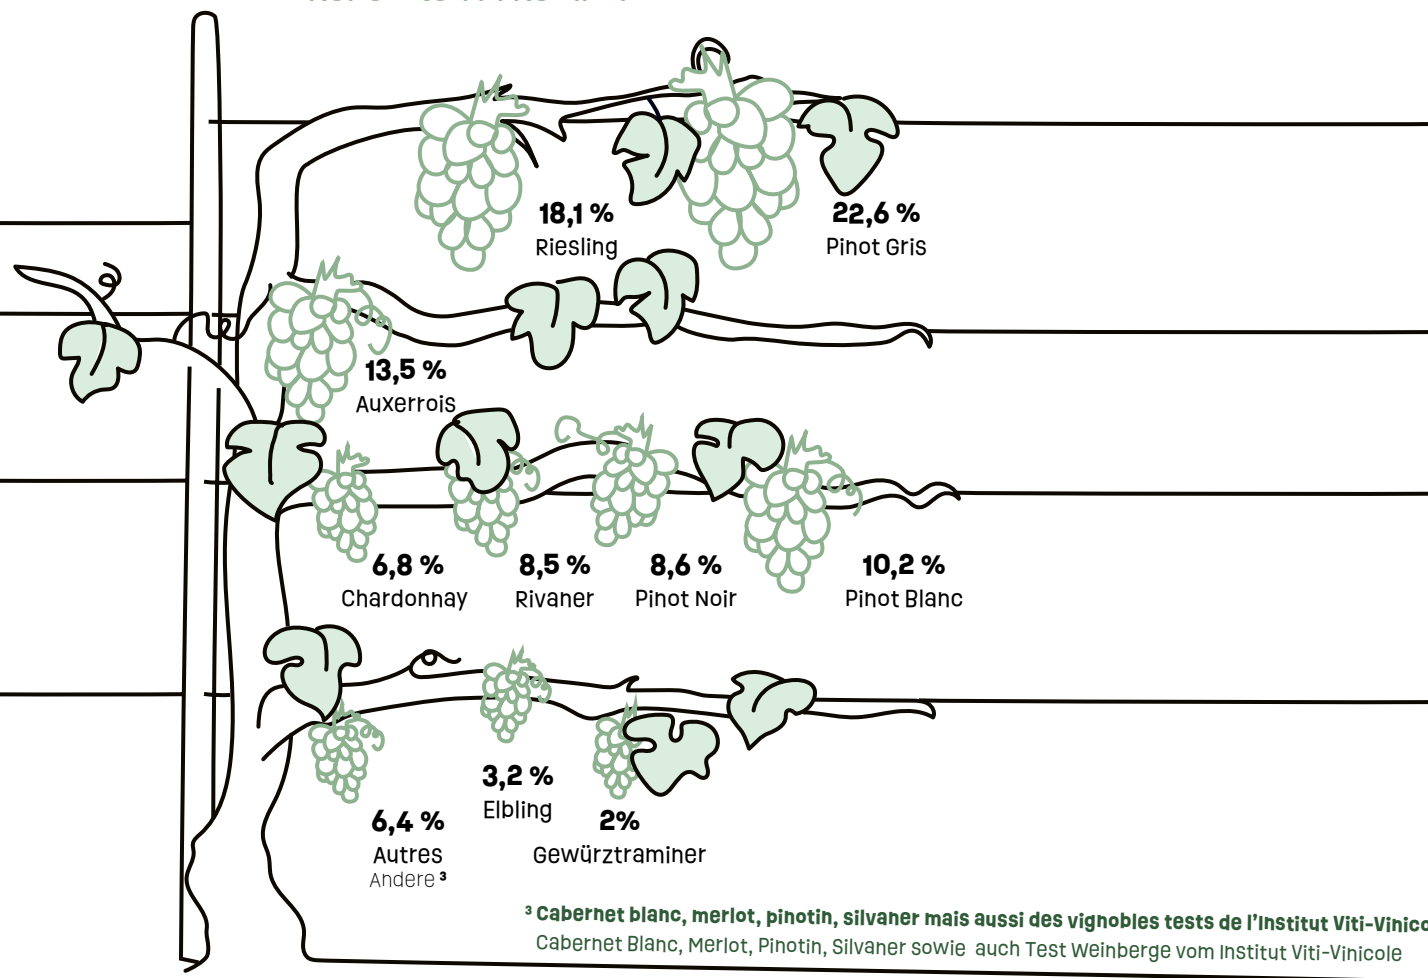 18,1 %
Riesling
22,6 %
Pinot Gris
13,5 %
Auxerrois
6,8 %
Chardonnay
8,5 %
Rivaner
8,6 %
Pinot Noir
10,2 %
Pinot Blanc
6,4 %
Autres
Andere ³
3,2 %
Elbling
2%
Gewürztraminer
³ Cabernet blanc, merlot, pinotin, silvaner mais aussi des vignobles tests de l’Institut
Cabernet Blanc, Merlot, Pinotin, Silvaner sowie auch Test Weinberge vom Institut Viti-Vinicole